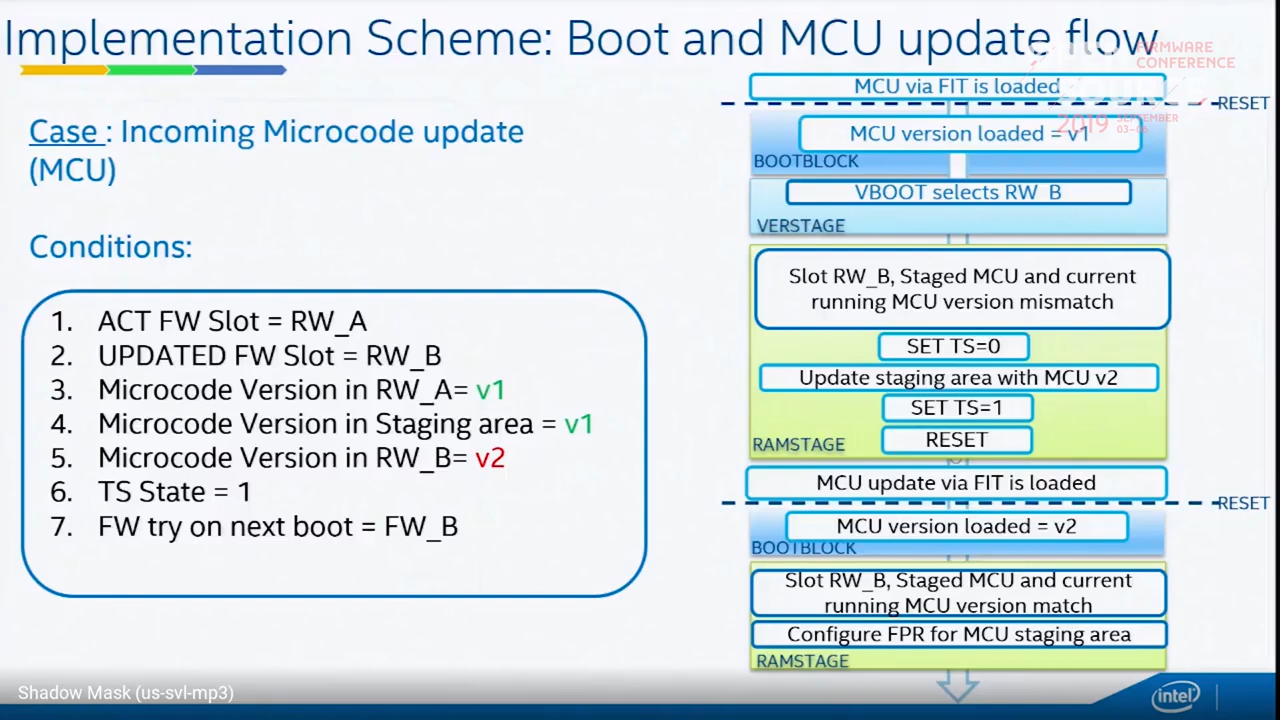 Implementation Scheme: Boot and MCU update flow
FIRMWARE
CONFERENCE
SOURCE
2019 SEPTEMBER
03-06
Case : Incoming Microcode update
(MCU)
Conditions:
1. ACT FW Slot = RW_A
2. UPDATED FW Slot = RW_B
3. Microcode Version in RW_A= v1
4. Microcode Version in Staging area = v1
5. Microcode Version in RW_B= v2
6. TS State = 1
7. FW try on next boot = FW_B
MCU via FIT is loaded
RESET
MCU version loaded = v1
BOOTBLOCK
VBOOT selects RW_B
VERSTAGE
Slot RW_B, Staged MCU and current
running MCU version mismatch
SET TS=0
Update staging area with MCU v2
SET TS=1
RESET
RAMSTAGE
MCU update via FIT is loaded
RESET
MCU version loaded = v2
BOOTBLOCK
Slot RW_B, Staged MCU and current
running MCU version match
Configure FPR for MCU staging area
RAMSTAGE
Shadow Mask (us-svl-mp3)
intel